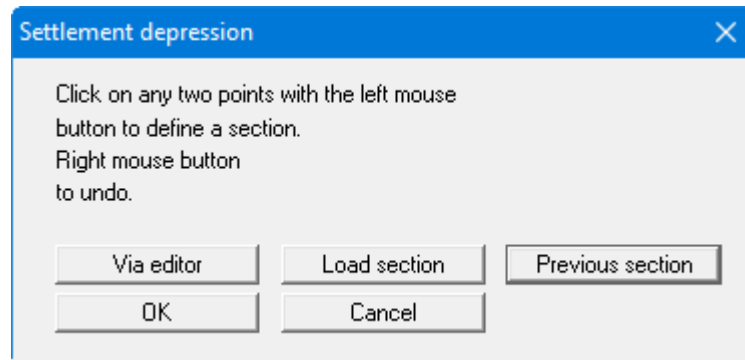 Settlement depression
Click on any two points with the left mouse
button to define a section.
Right mouse button
to undo.
Via editor
Load section
Previous section
OK
Cancel